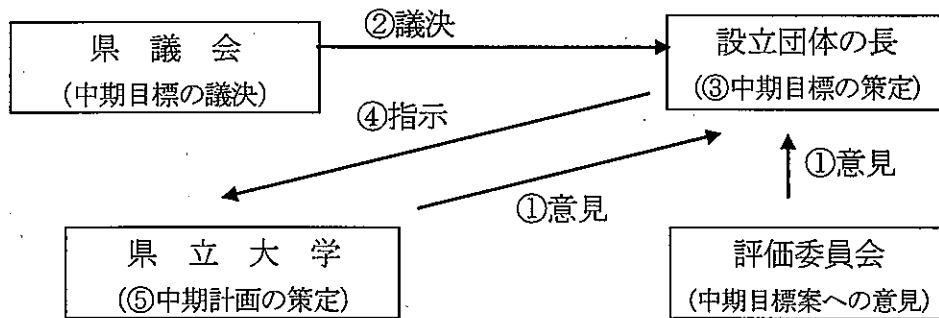 ②議決
県 議 会
(中期目標の議決)
設立団体の長
(③中期目標の策定)
④指示
①意見
①意見
県 立 大 学
(⑤中期計画の策定)
評価委員会
(中期目標案への意見)